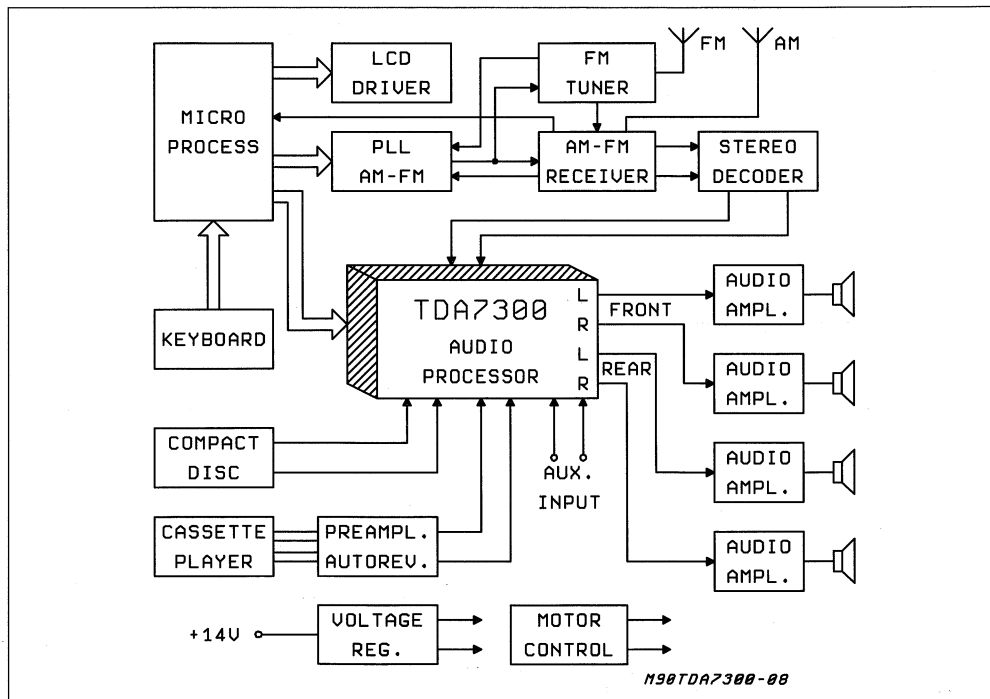 LCD
DRIVER
FM
TUNER
FM
AM
MICRO
PROCESS
PLL
AM-FM
AM-FM
RECEIVER
STEREO
DECODER
KEYBOARD
TDA7300
AUDIO
PROCESSOR
L
R
L
R
FRONT
REAR
AUDIO
AMPL.
AUDIO
AMPL.
AUDIO
AMPL.
AUDIO
AMPL.
COMPACT
DISC
AUX.
INPUT
CASSETTE
PLAYER
PREAMPL.
AUTOREV.
+14V
VOLTAGE
REG.
MOTOR
CONTROL
M90TDA7300-08